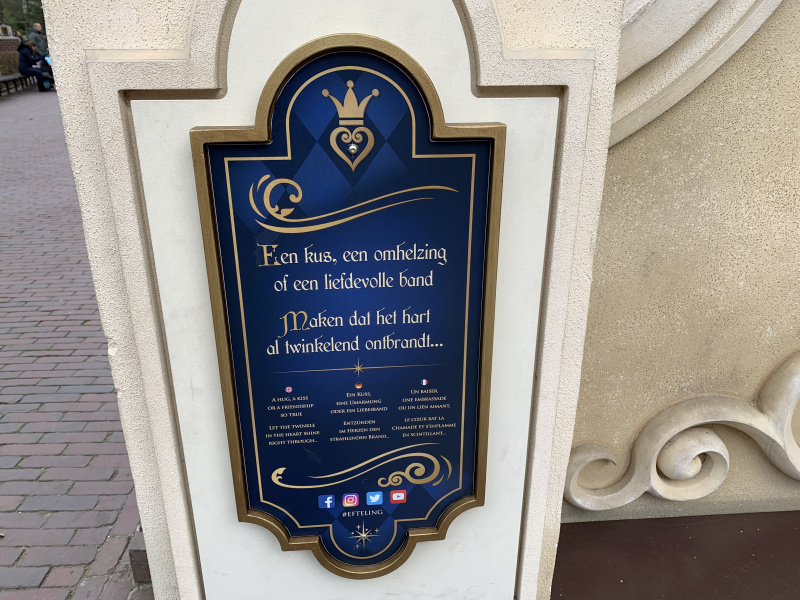 Een kus, een omhelzing
of een liefdevolle band
Maken dat het hart
al twinkelend ontbrandt...
A HUG, A KISS
OR A FRIENDSHIP
SO TRUE
LET THE TWINKLE
IN THE HEART SHINE
RIGHT THROUGH...
EIN KUSS,
EINE UMARMUNG
ODER EIN LIEBESBAND
ENTZÜNDEN
IM HERZEN DEN
STRAHLENDEN BRAND...
UN BAISER,
UNE EMBRASSADE
OU UN LIEN AIMANT,
LE CŒUR BAT LA
CHAMADE ET S'ENFLAMME
EN SCINTILLANT...
#EFTELING